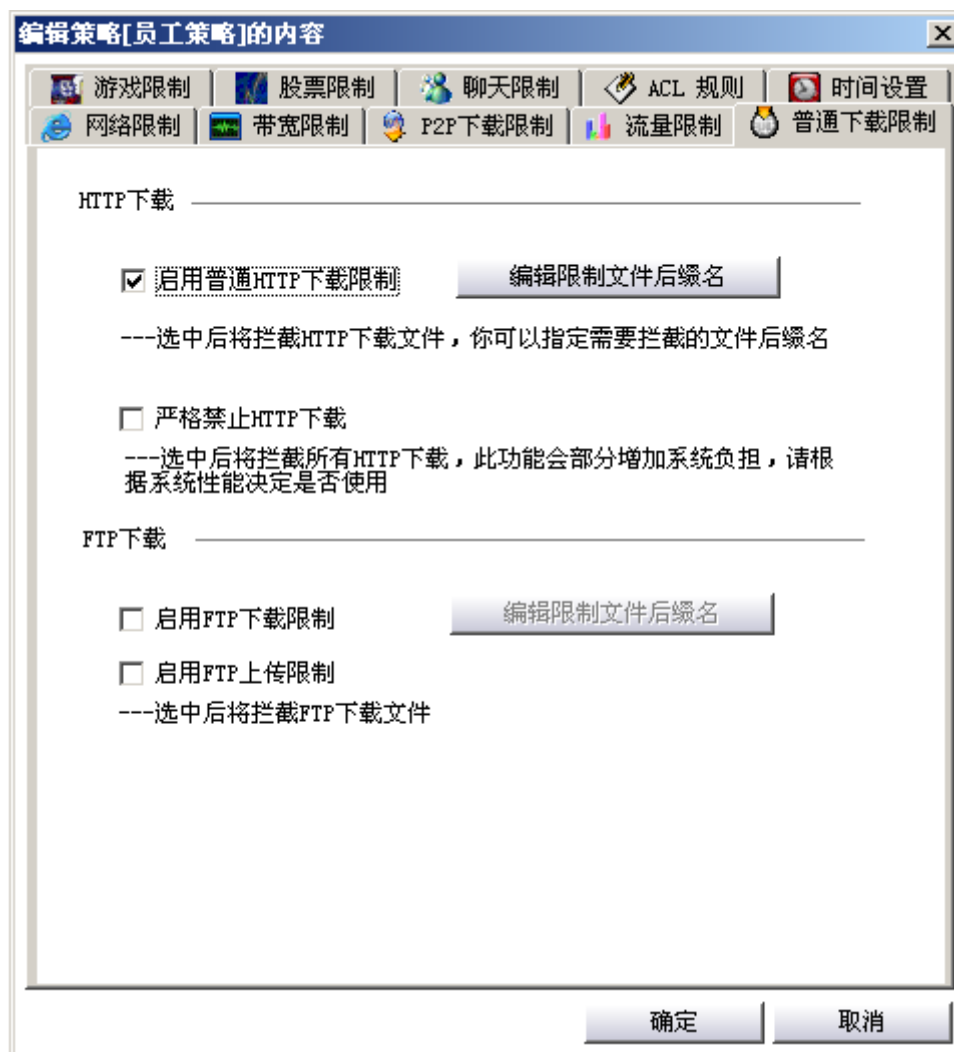 编辑策略[员工策略]的内容
游戏限制 股票限制 聊天限制 ACL 规则 时间设置
网络限制 带宽限制 P2P下载限制 流量限制 普通下载限制
HTTP下载
启用普通HTTP下载限制 编辑限制文件后缀名
---选中后将拦截HTTP下载文件，你可以指定需要拦截的文件后缀名
严格禁止HTTP下载
---选中后将拦截所有HTTP下载，此功能会部分增加系统负担，请根
据系统性能决定是否使用
FTP下载
启用FTP下载限制 编辑限制文件后缀名
启用FTP上传限制
---选中后将拦截FTP下载文件
确定 取消